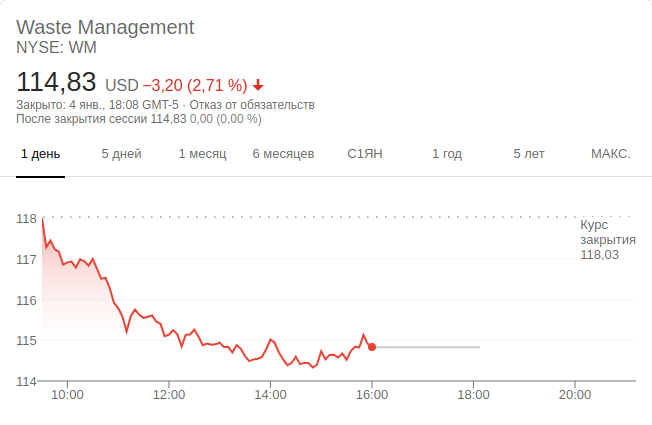 Waste Management
NYSE: WM
114,83 USD −3,20 (2,71 %)
Закрыто: 4 янв., 18:08 GMT-5 · Отказ от обязательств
После закрытия сессии 114,83 0,00 (0,00 %)
1 день 5 дней 1 месяц 6 месяцев С1ЯН 1 год 5 лет МАКС.
118
Курс
закрытия
118,03
117
116
115
114
10:00 12:00 14:00 16:00 18:00 20:00